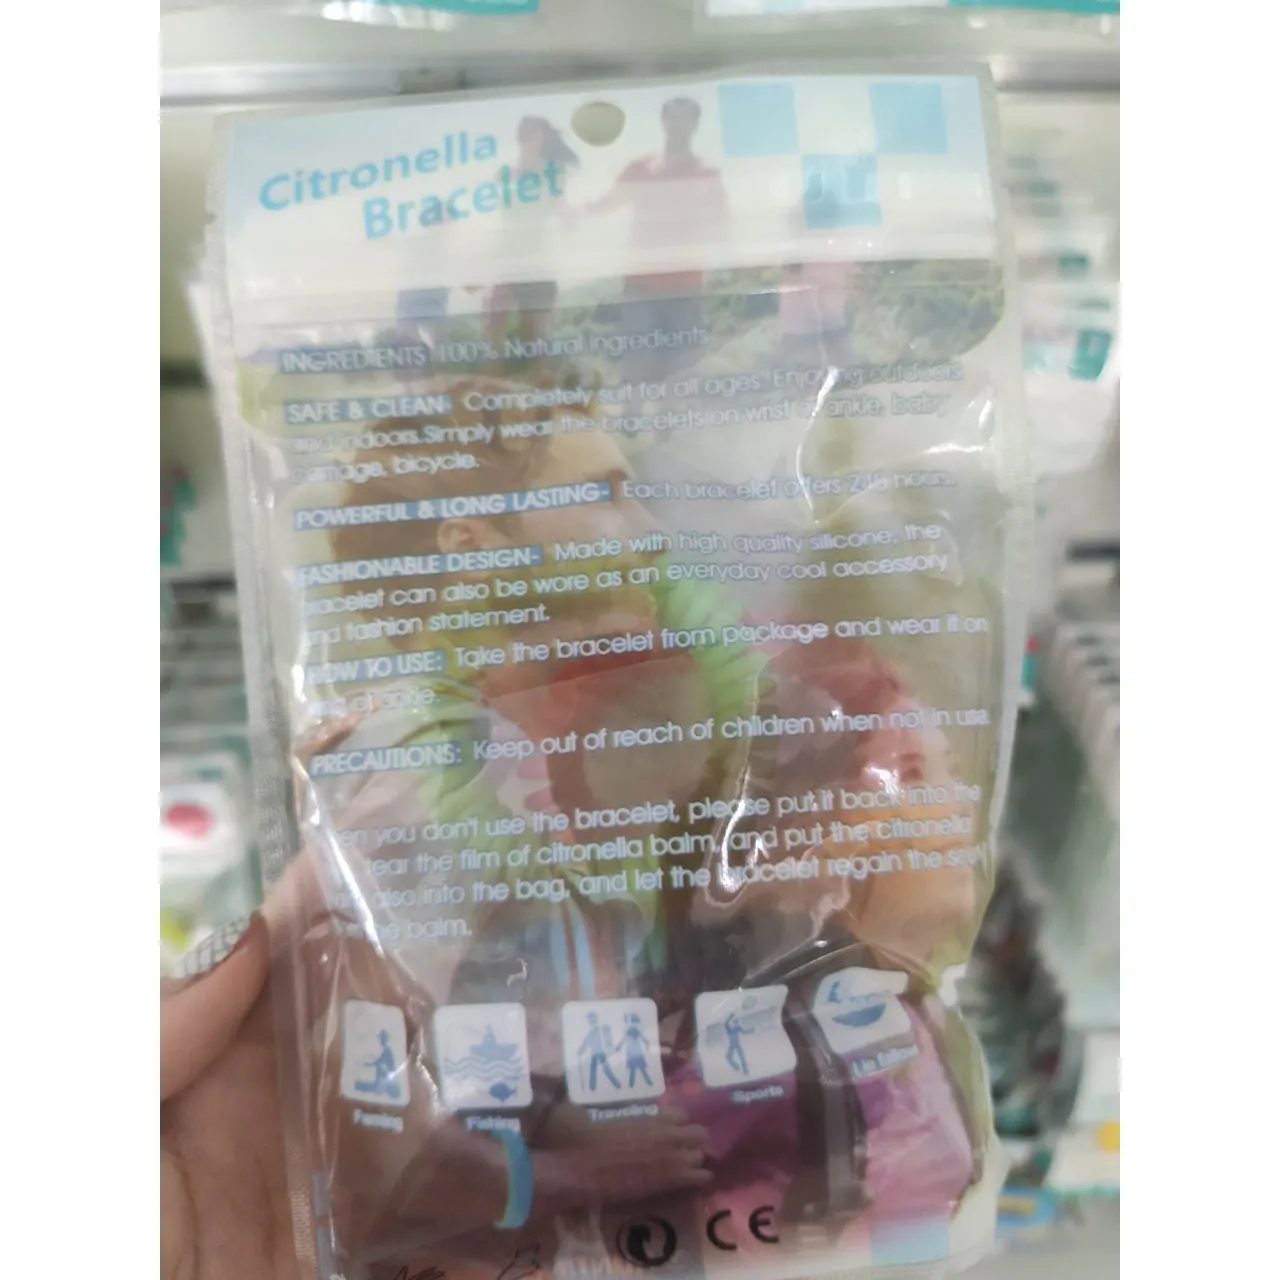 Citronella
Bracelet
INGREDIENTS 100% Natural ingredients
SAFE & CLEAN- Completely suit for all ages. Enjoying outdoors
and indoors.Simply wear the bracelets on wrist or ankle, baby
carriage, bicycle.
POWERFUL & LONG LASTING- Each bracelet offers hours.
FASHIONABLE DESIGN- Made with high quality silicone, the
bracelet can also be wore as an everyday cool accessory
and fashion statement.
HOW TO USE: Take the bracelet from package and wear it on
ankle.
PRECAUTIONS: Keep out of reach of children when not in use.
you don't use the bracelet, please put it back into the
tear the film of citronella balm, and put the citronella
also into the bag, and let the bracelet regain the
the balm.
Fishing
Traveling
Sports
CE